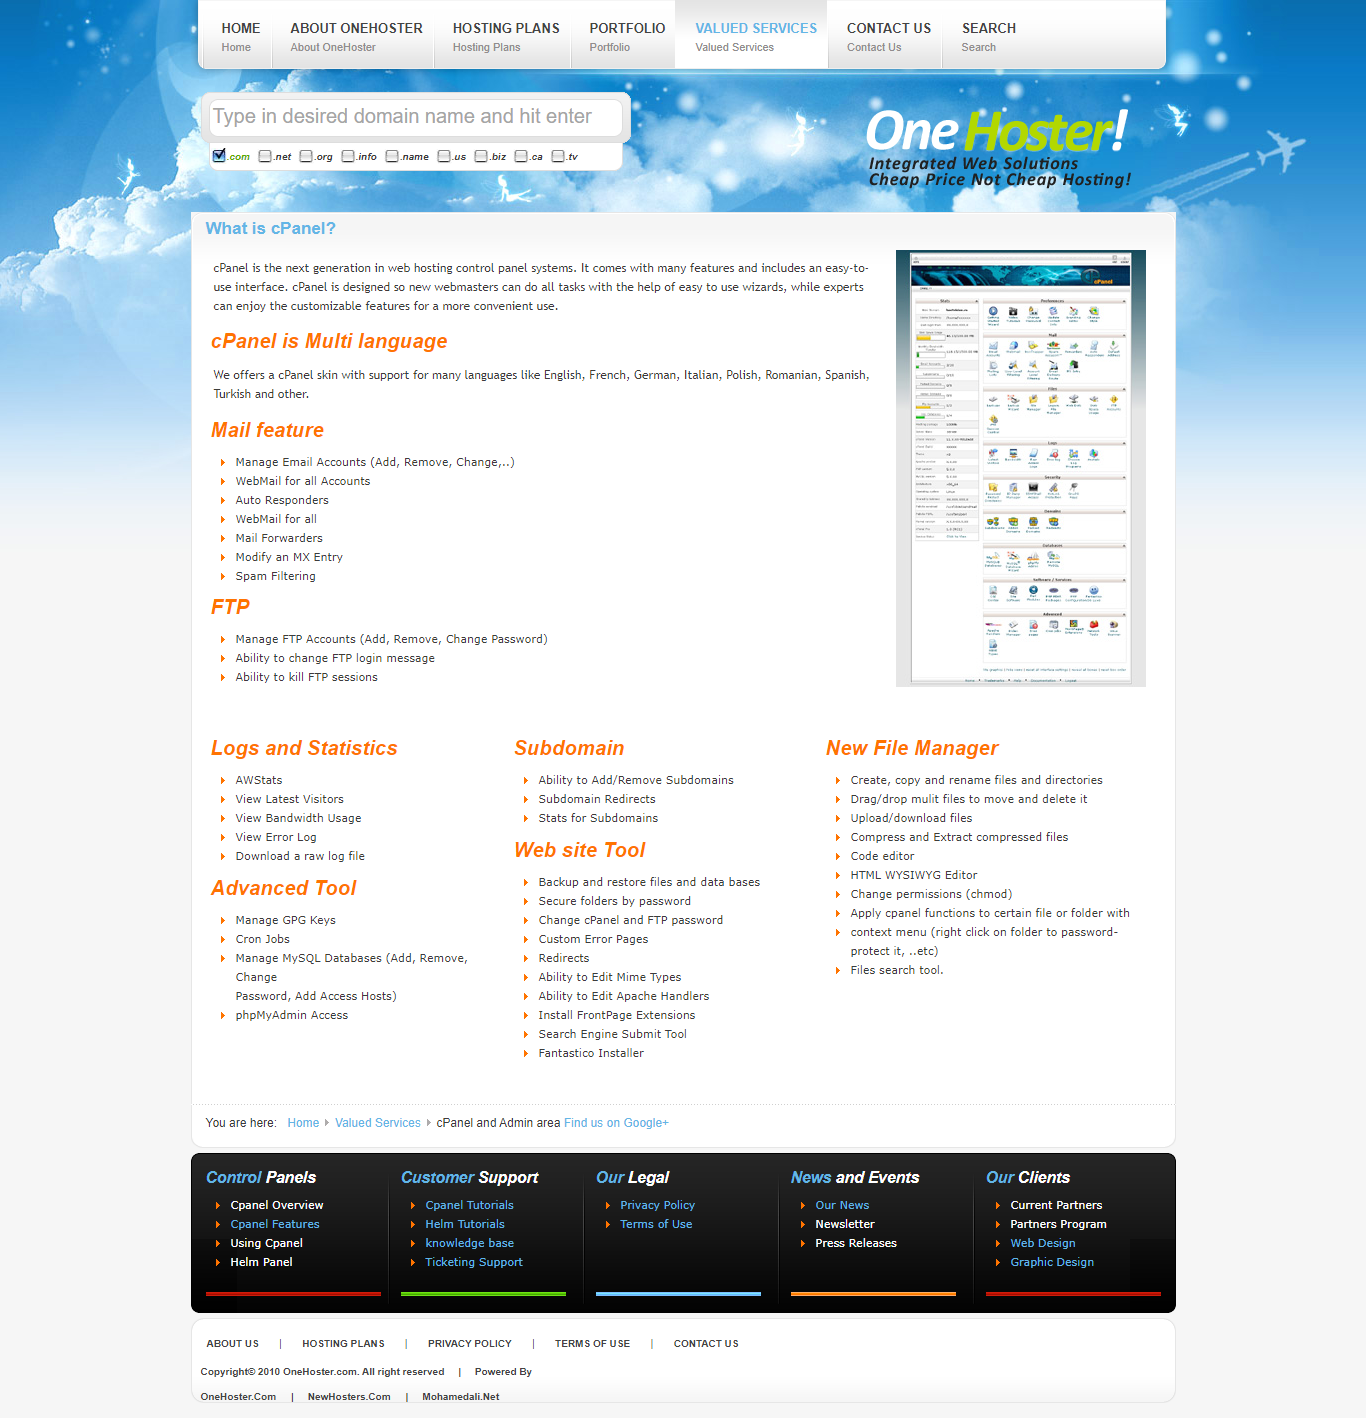 HOME
Home
ABOUT ONEHOSTER
About OneHoster
HOSTING PLANS
Hosting Plans
PORTFOLIO
Portfolio
VALUED SERVICES
Valued Services
CONTACT US
Contact Us
SEARCH
Search
Type in desired domain name and hit enter
.com .net .org .info .name .us .biz .ca .tv
One Hoster!
Integrated Web Solutions
Cheap Price Not Cheap Hosting!
What is cPanel?
cPanel is the next generation in web hosting control panel systems. It comes with many features and includes an easy-to-
use interface. cPanel is designed so new webmasters can do all tasks with the help of easy to use wizards, while experts
can enjoy the customizable features for a more convenient use.
cPanel is Multi language
We offers a cPanel skin with support for many languages like English, French, German, Italian, Polish, Romanian, Spanish,
Turkish and other.
Mail feature
Manage Email Accounts (Add, Remove, Change,..)
WebMail for all Accounts
Auto Responders
WebMail for all
Mail Forwarders
Modify an MX Entry
Spam Filtering
FTP
Manage FTP Accounts (Add, Remove, Change Password)
Ability to change FTP login message
Ability to kill FTP sessions
cPanel
Stats
Preferences
Mail
Files
Logs
Security
Domains
Databases
Software / Services
Advanced
Logs and Statistics
AWStats
View Latest Visitors
View Bandwidth Usage
View Error Log
Download a raw log file
Advanced Tool
Manage GPG Keys
Cron Jobs
Manage MySQL Databases (Add, Remove,
Change
Password, Add Access Hosts)
phpMyAdmin Access
Subdomain
Ability to Add/Remove Subdomains
Subdomain Redirects
Stats for Subdomains
Web site Tool
Backup and restore files and data bases
Secure folders by password
Change cPanel and FTP password
Custom Error Pages
Redirects
Ability to Edit Mime Types
Ability to Edit Apache Handlers
Install FrontPage Extensions
Search Engine Submit Tool
Fantastico Installer
New File Manager
Create, copy and rename files and directories
Drag/drop mulit files to move and delete it
Upload/download files
Compress and Extract compressed files
Code editor
HTML WYSIWYG Editor
Change permissions (chmod)
Apply cpanel functions to certain file or folder with
context menu (right click on folder to password-
protect it, ..etc)
Files search tool.
You are here: Home Valued Services cPanel and Admin area Find us on Google+
Control Panels
Cpanel Overview
Cpanel Features
Using Cpanel
Helm Panel
Customer Support
Cpanel Tutorials
Helm Tutorials
knowledge base
Ticketing Support
Our Legal
Privacy Policy
Terms of Use
News and Events
Our News
Newsletter
Press Releases
Our Clients
Current Partners
Partners Program
Web Design
Graphic Design
ABOUT US | HOSTING PLANS | PRIVACY POLICY | TERMS OF USE | CONTACT US
Copyright© 2010 OneHoster.com. All right reserved | Powered By
OneHoster.Com | NewHosters.Com | Mohamedali.Net